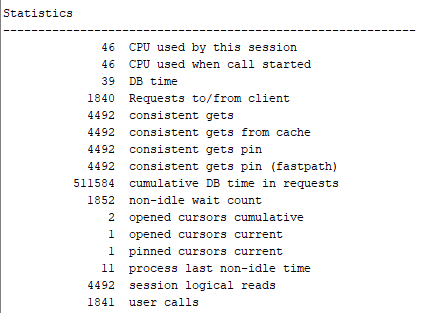 Statistics
-----------------------------------------------------------
46 CPU used by this session
46 CPU used when call started
39 DB time
1840 Requests to/from client
4492 consistent gets
4492 consistent gets from cache
4492 consistent gets pin
4492 consistent gets pin (fastpath)
511584 cumulative DB time in requests
1852 non-idle wait count
2 opened cursors cumulative
1 opened cursors current
1 pinned cursors current
11 process last non-idle time
4492 session logical reads
1841 user calls